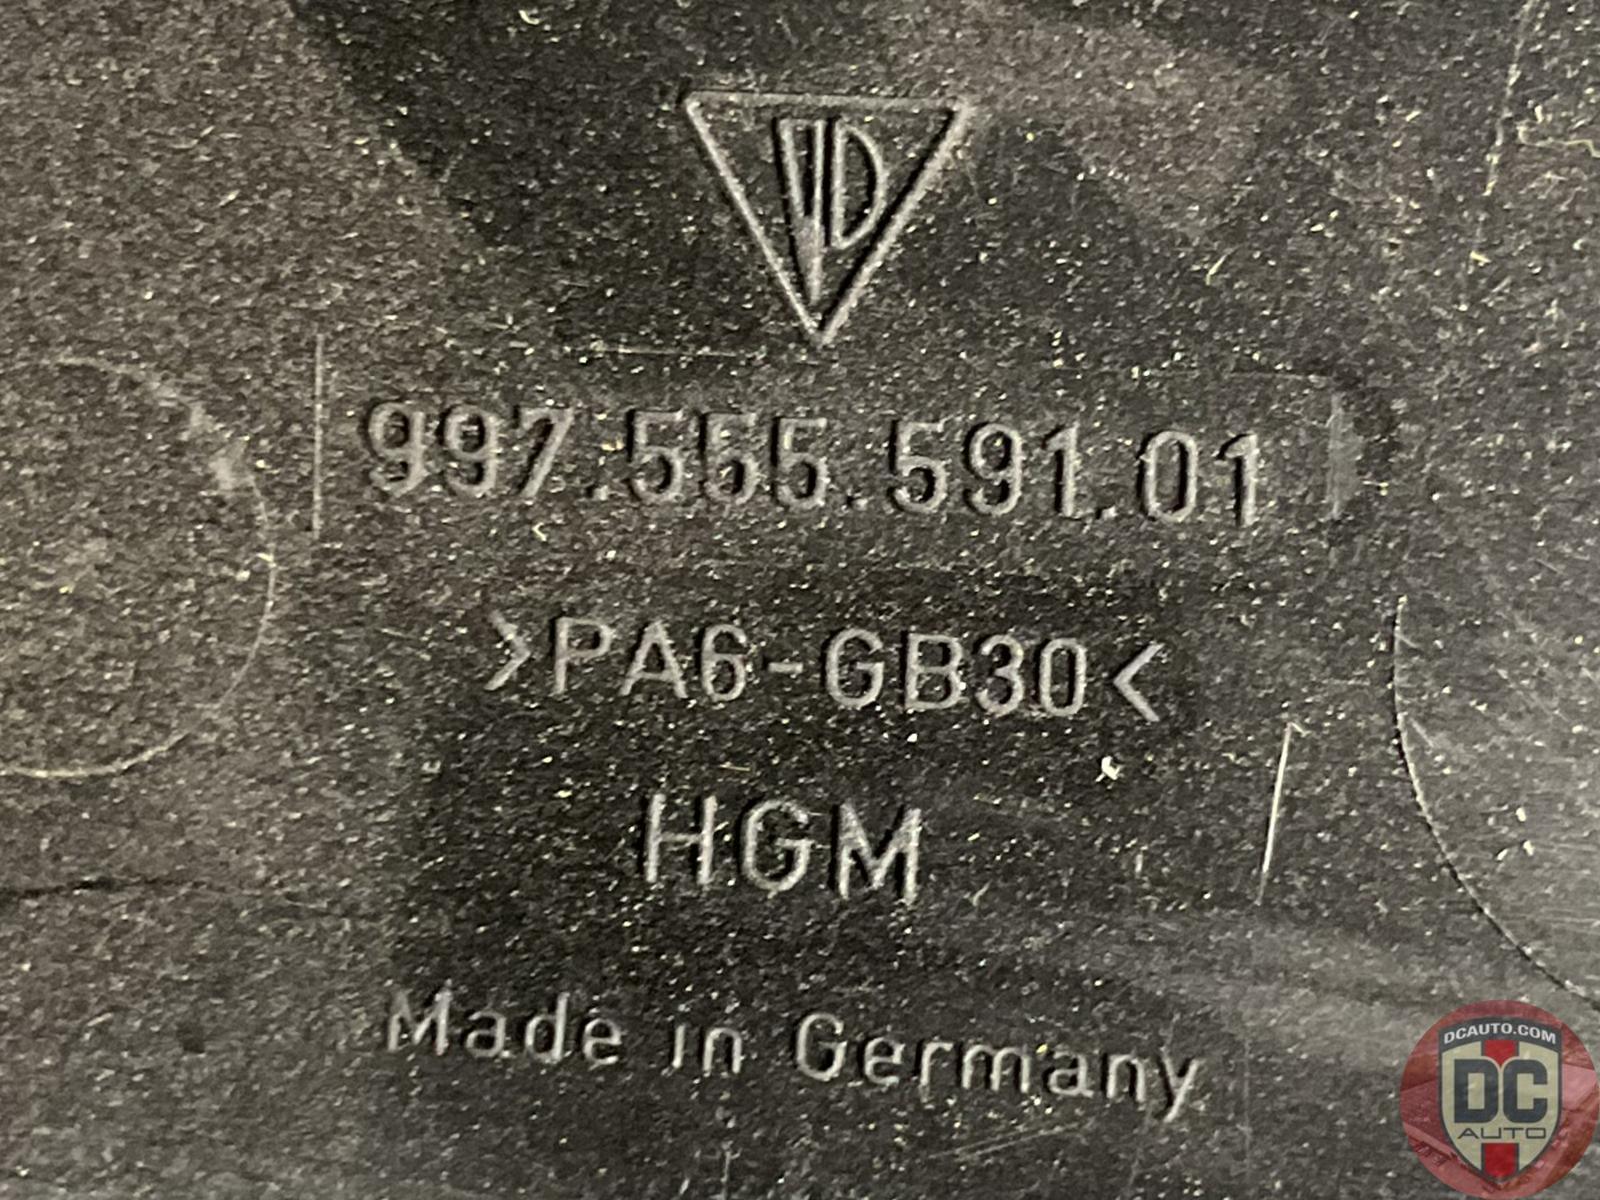 997.555.591.01
>PA6-GB30<
HGM
Made in Germany
DCAUTO.COM
DC
AUTO